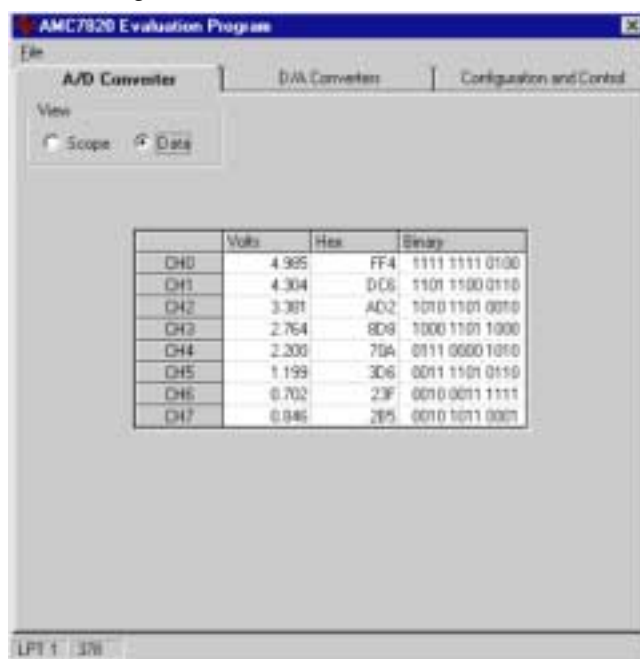 AMC7820 Evaluation Program
File
A/D Converter D/A Converters Configuration and Control
View
Scope Data
Volts Hex Binary
CH0 4.985 FF4 1111 1111 0100
CH1 4.304 DC6 1101 1100 0110
CH2 3.381 AD2 1010 1101 0010
CH3 2.764 8D8 1000 1101 1000
CH4 2.200 70A 0111 0000 1010
CH5 1.199 3D6 0011 1101 0110
CH6 0.702 23F 0010 0011 1111
CH7 0.846 2B5 0010 1011 0001
LPT 1 378